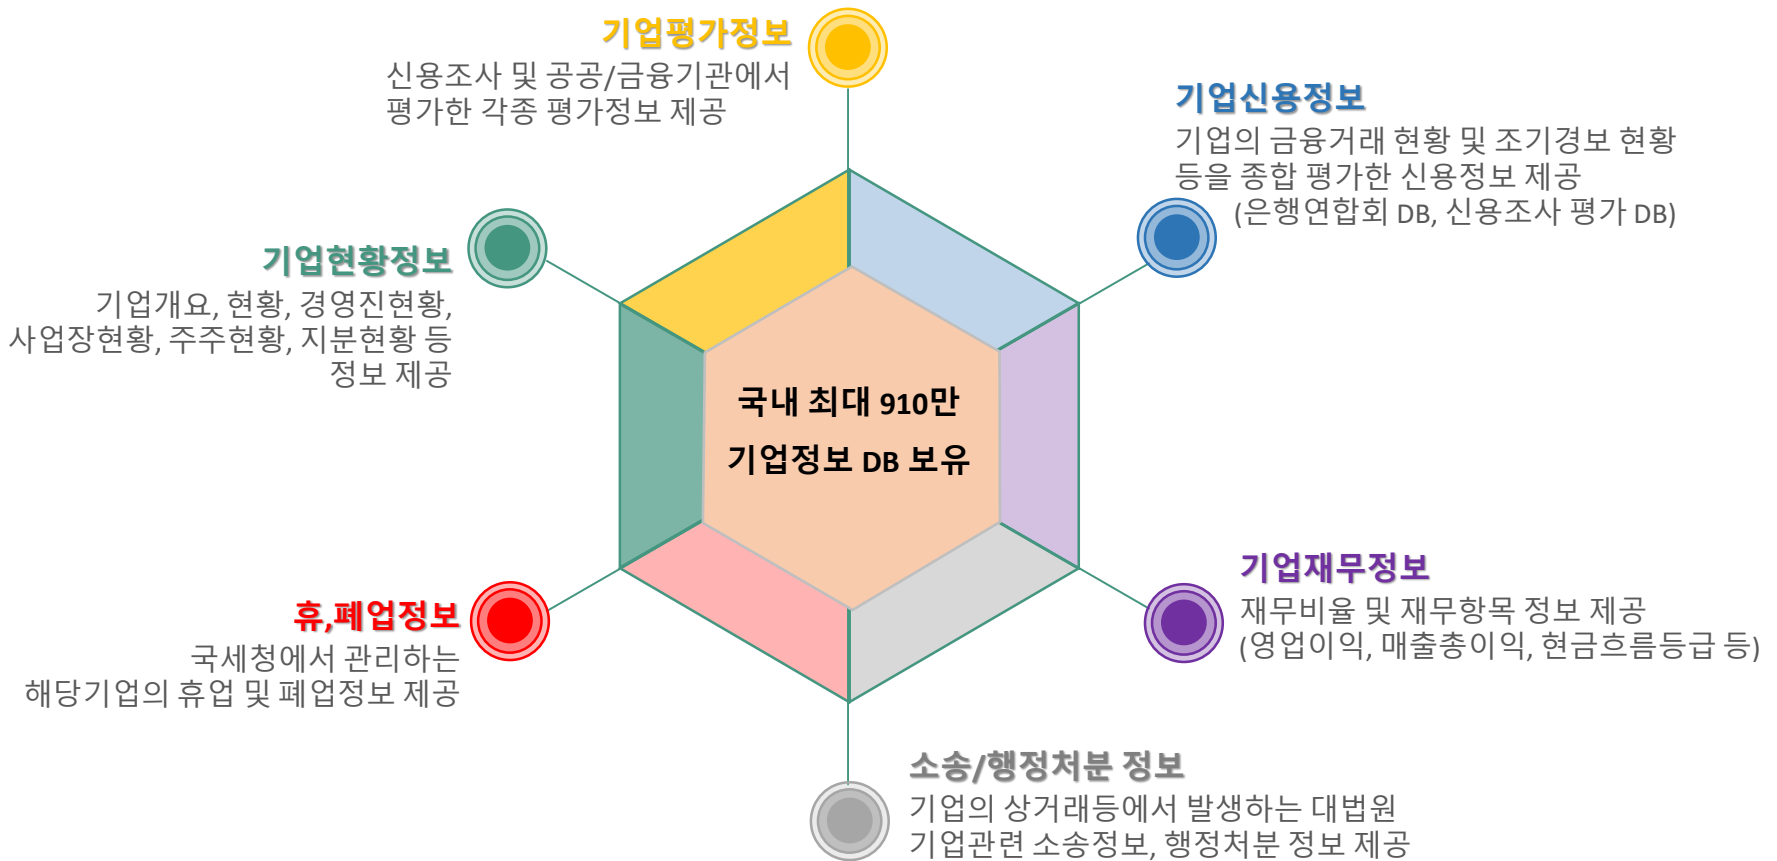 기업평가정보
신용조사 및 공공/금융기관에서
평가한 각종 평가정보 제공
기업신용정보
기업의 금융거래 현황 및 조기경보 현황
등을 종합 평가한 신용정보 제공
(은행연합회 DB, 신용조사 평가 DB)
기업현황정보
기업개요, 현황, 경영진현황,
사업장현황, 주주현황, 지분현황 등
정보 제공
국내 최대 910만
기업정보 DB 보유
기업재무정보
재무비율 및 재무항목 정보 제공
(영업이익, 매출총이익, 현금흐름등급 등)
휴,폐업정보
국세청에서 관리하는
해당기업의 휴업 및 폐업정보 제공
소송/행정처분 정보
기업의 상거래등에서 발생하는 대법원
기업관련 소송정보, 행정처분 정보 제공